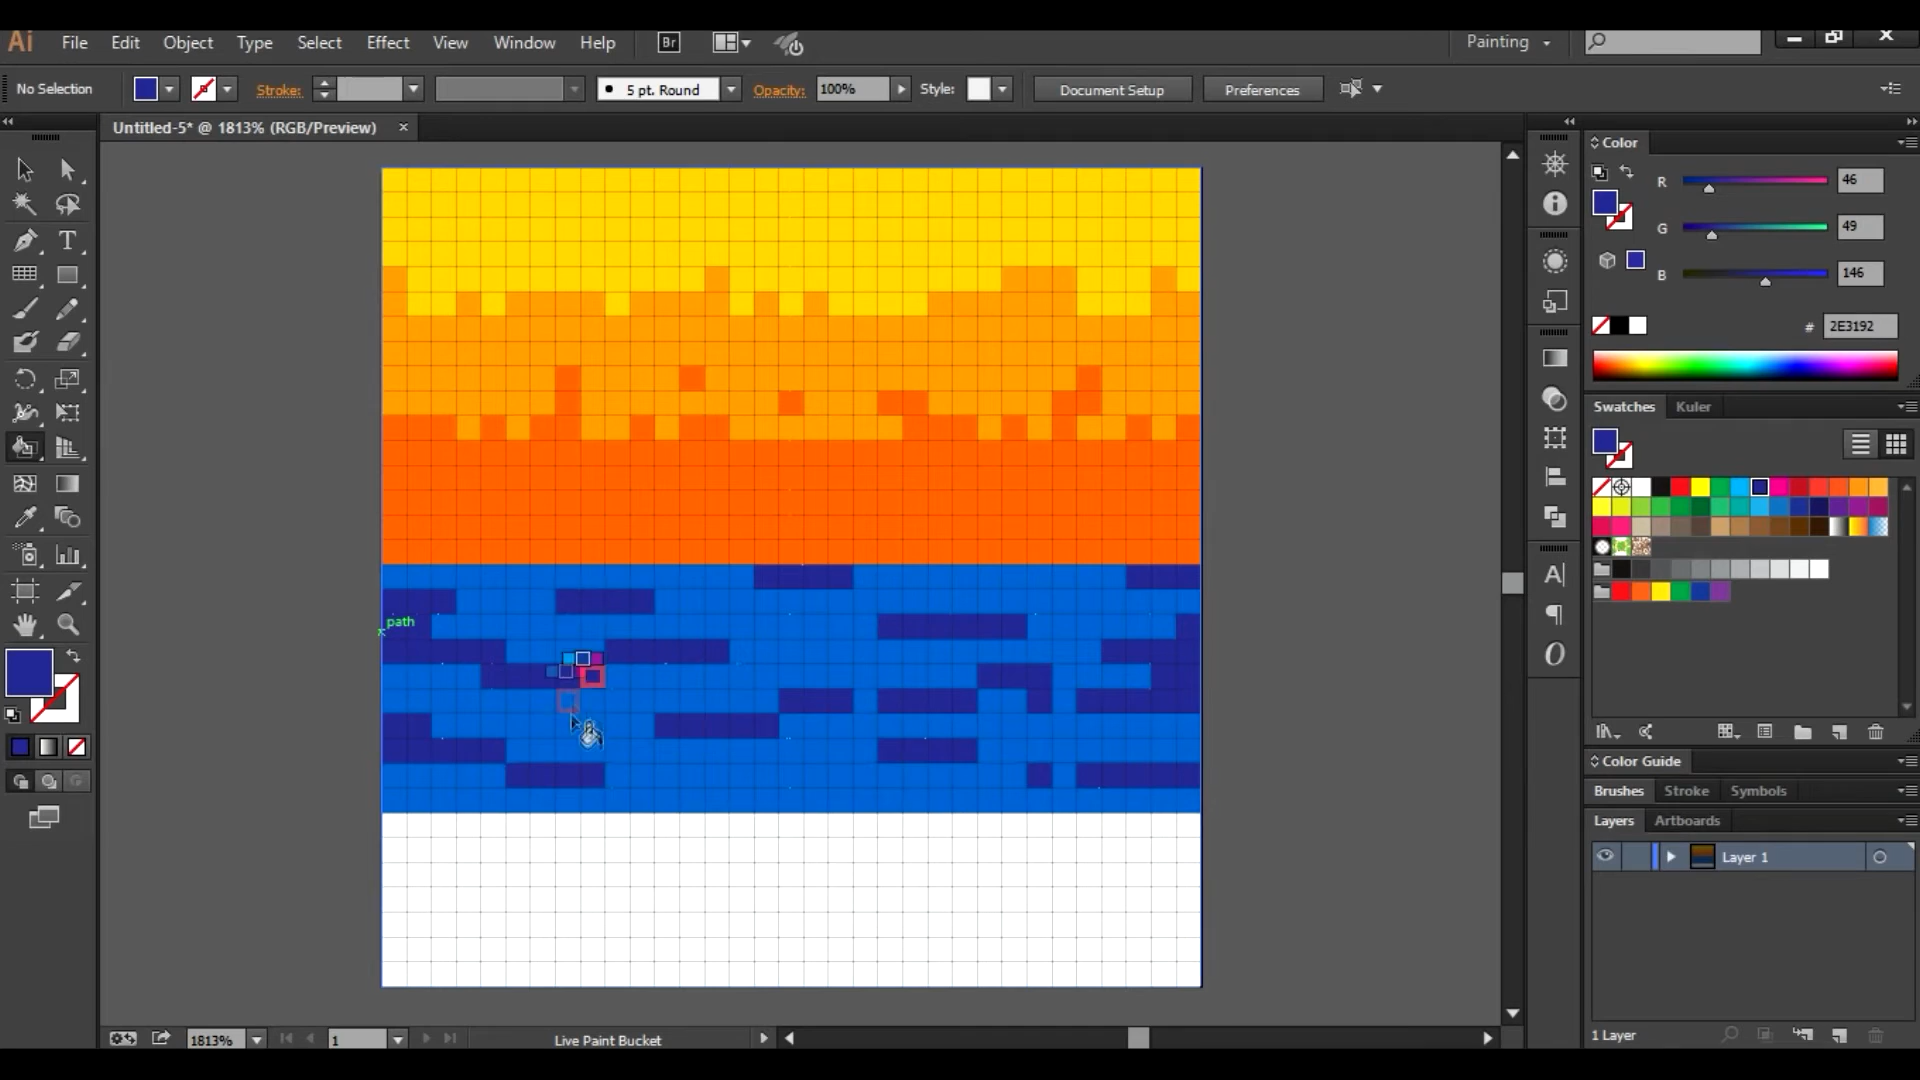 Ai File Edit Object Type Select Effect View Window Help Br Painting
No Selection Stroke: 5 pt. Round Opacity: 100% Style: Document Setup Preferences
Untitled-5* @ 1813% (RGB/Preview)
Color
R 46
G 49
B 146
# 2E3192
Swatches Kuler
path
Color Guide
Brushes Stroke Symbols
Layers Artboards
Layer 1
1 Layer
1813% 1 Live Paint Bucket